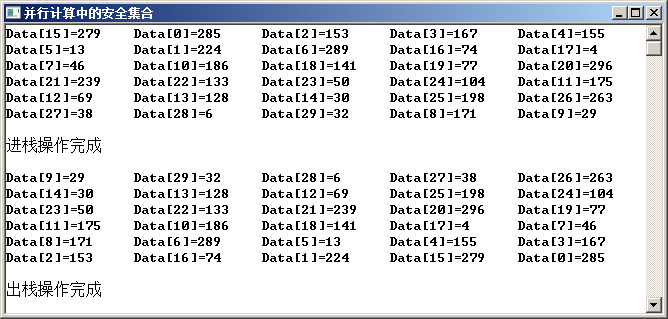 并行计算中的安全集合
Data[15]=279 Data[0]=285 Data[2]=153 Data[3]=167 Data[4]=155
Data[5]=13 Data[1]=224 Data[6]=289 Data[16]=74 Data[17]=4
Data[7]=46 Data[10]=186 Data[18]=141 Data[19]=77 Data[20]=296
Data[21]=239 Data[22]=133 Data[23]=50 Data[24]=104 Data[11]=175
Data[12]=69 Data[13]=128 Data[14]=30 Data[25]=198 Data[26]=263
Data[27]=38 Data[28]=6 Data[29]=32 Data[8]=171 Data[9]=29
进栈操作完成
Data[9]=29 Data[29]=32 Data[28]=6 Data[27]=38 Data[26]=263
Data[14]=30 Data[13]=128 Data[12]=69 Data[25]=198 Data[24]=104
Data[23]=50 Data[22]=133 Data[21]=239 Data[20]=296 Data[19]=77
Data[11]=175 Data[10]=186 Data[18]=141 Data[17]=4 Data[7]=46
Data[8]=171 Data[6]=289 Data[5]=13 Data[4]=155 Data[3]=167
Data[2]=153 Data[16]=74 Data[1]=224 Data[15]=279 Data[0]=285
出栈操作完成